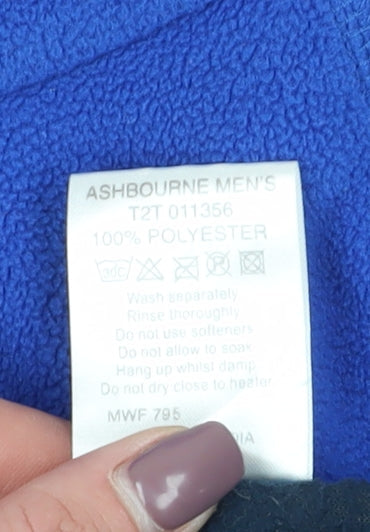 ASHBOURNE MEN'S
T2T 011356
100% POLYESTER
30C P
Wash separately
Rinse thoroughly
Do not use softeners
Do not allow to soak
Hang up whilst damp
Do not dry close to heater
MWF 795